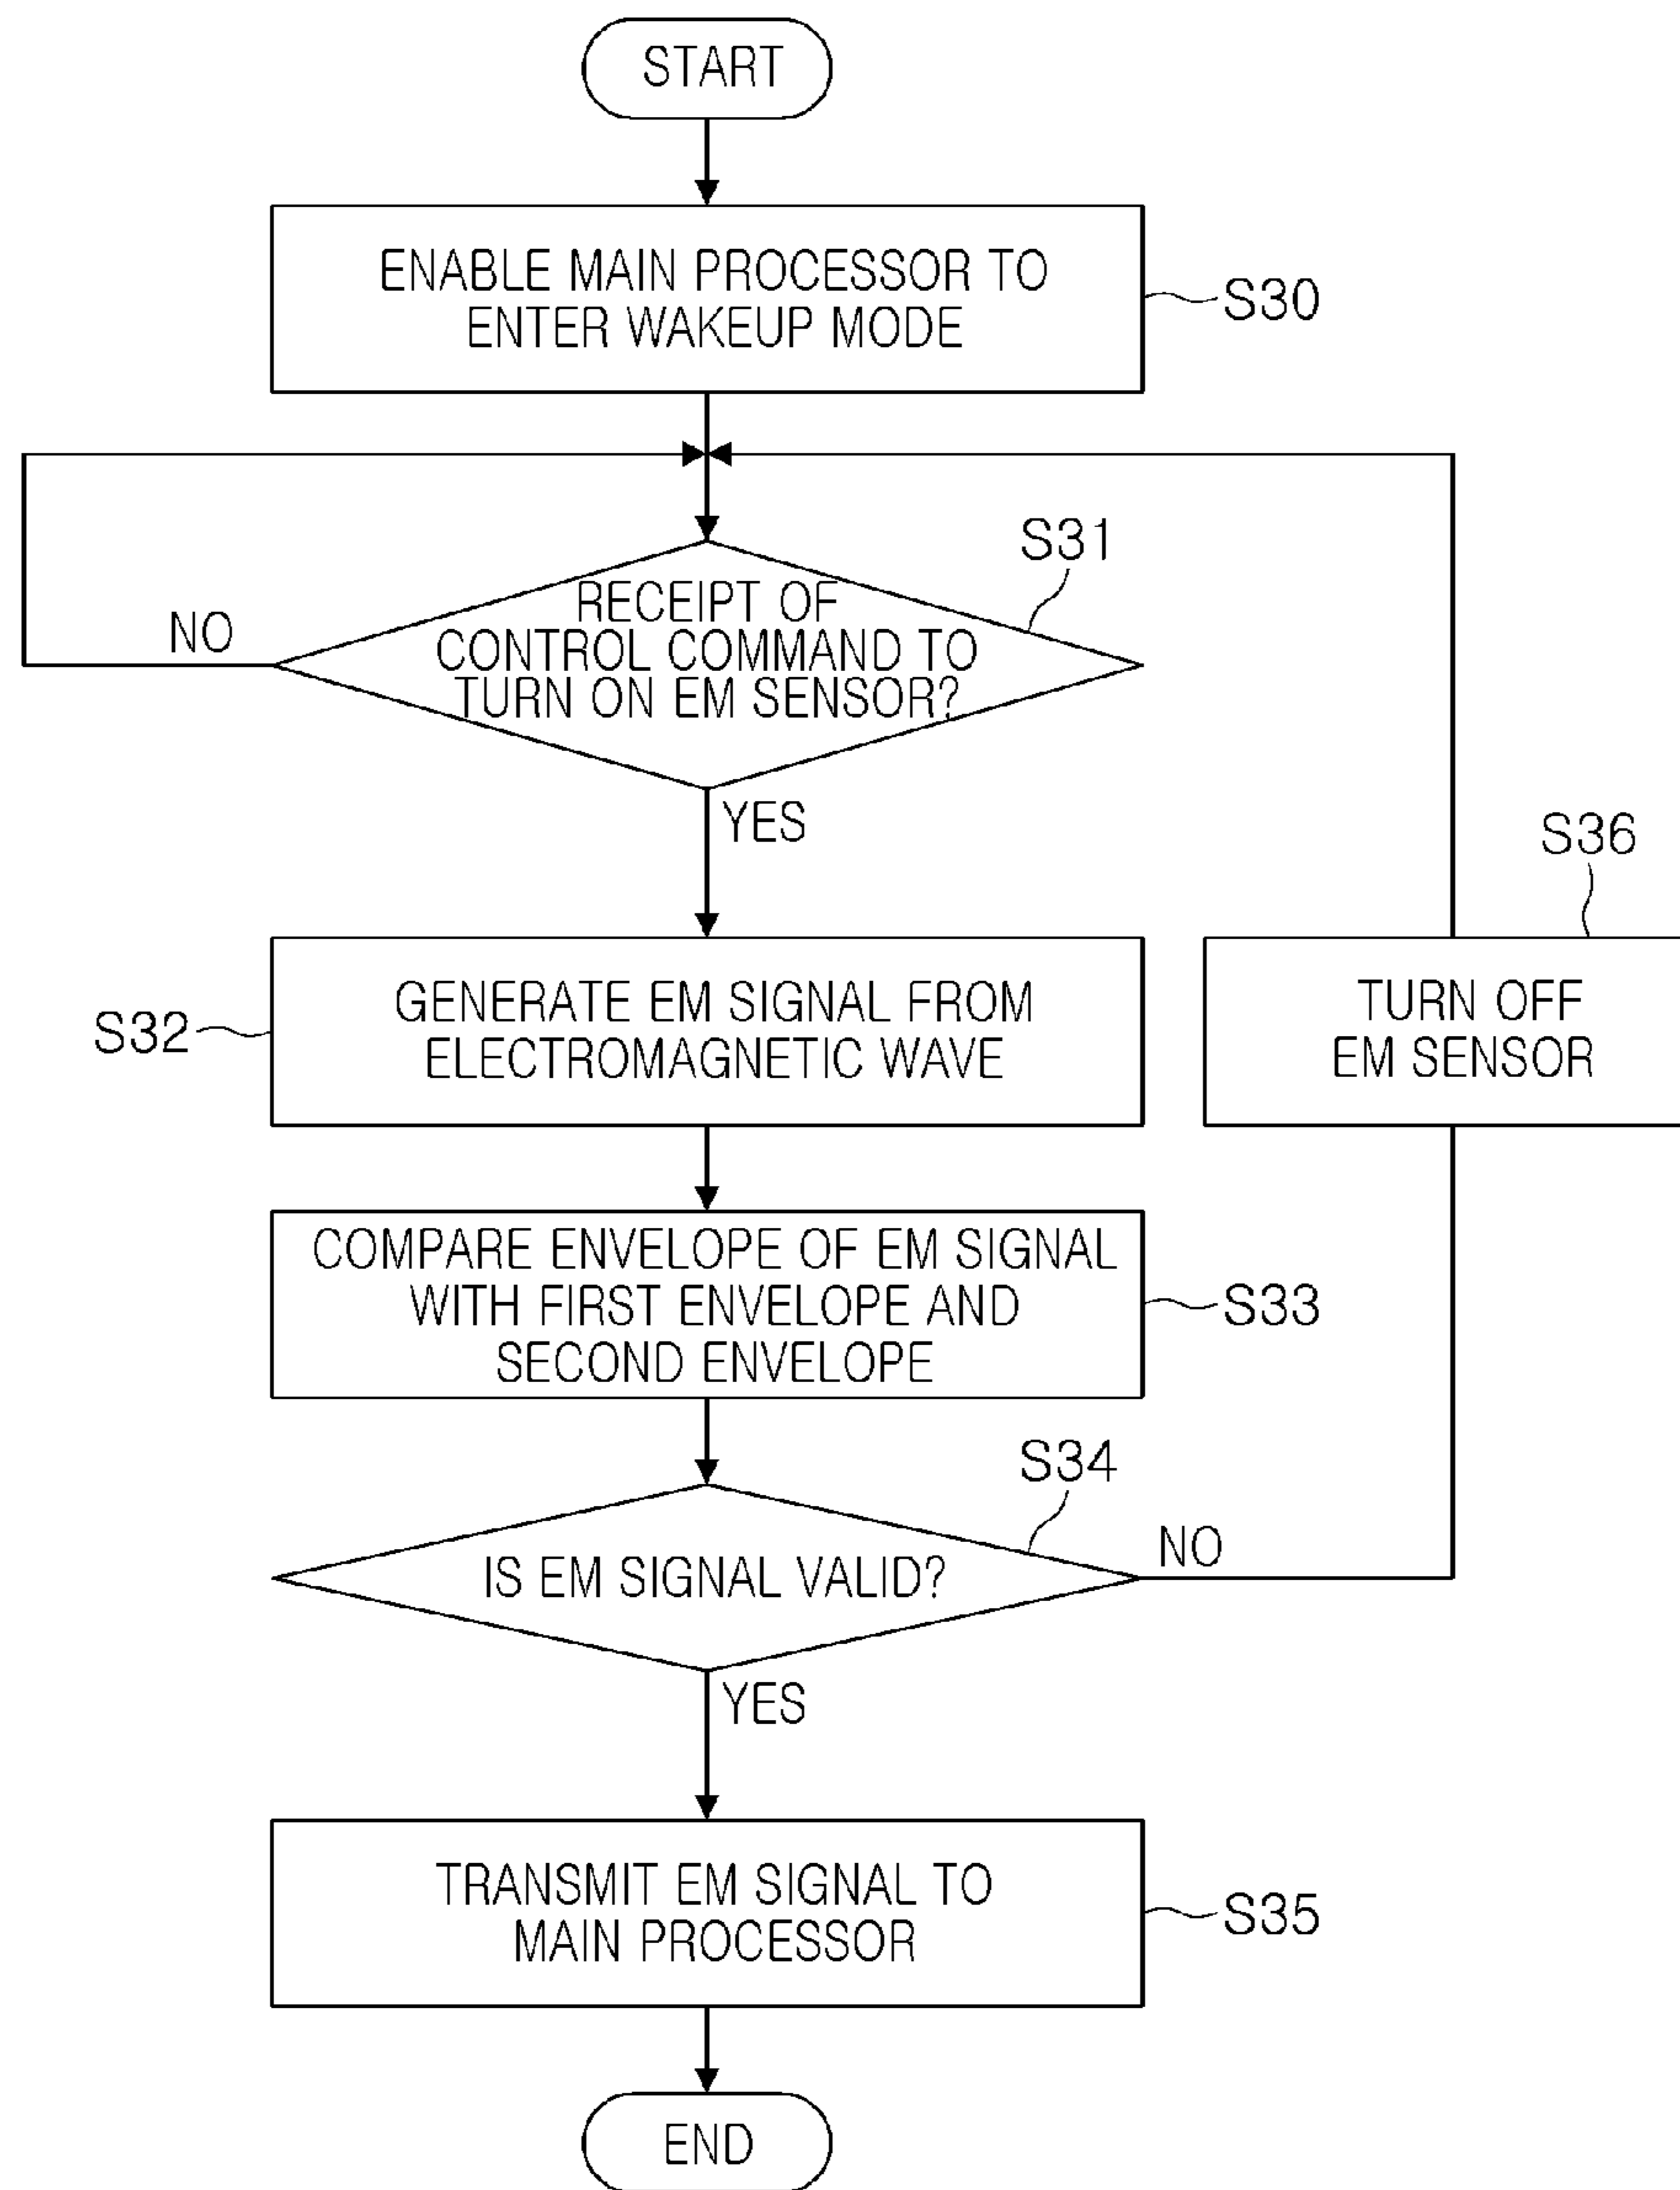 START
ENABLE MAIN PROCESSOR TO
ENTER WAKEUP MODE
S30
S31
RECEIPT OF
CONTROL COMMAND TO
TURN ON EM SENSOR?
NO
YES
S36
S32
GENERATE EM SIGNAL FROM
ELECTROMAGNETIC WAVE
TURN OFF
EM SENSOR
COMPARE ENVELOPE OF EM SIGNAL
WITH FIRST ENVELOPE AND
SECOND ENVELOPE
S33
S34
IS EM SIGNAL VALID?
NO
YES
TRANSMIT EM SIGNAL TO
MAIN PROCESSOR
S35
END